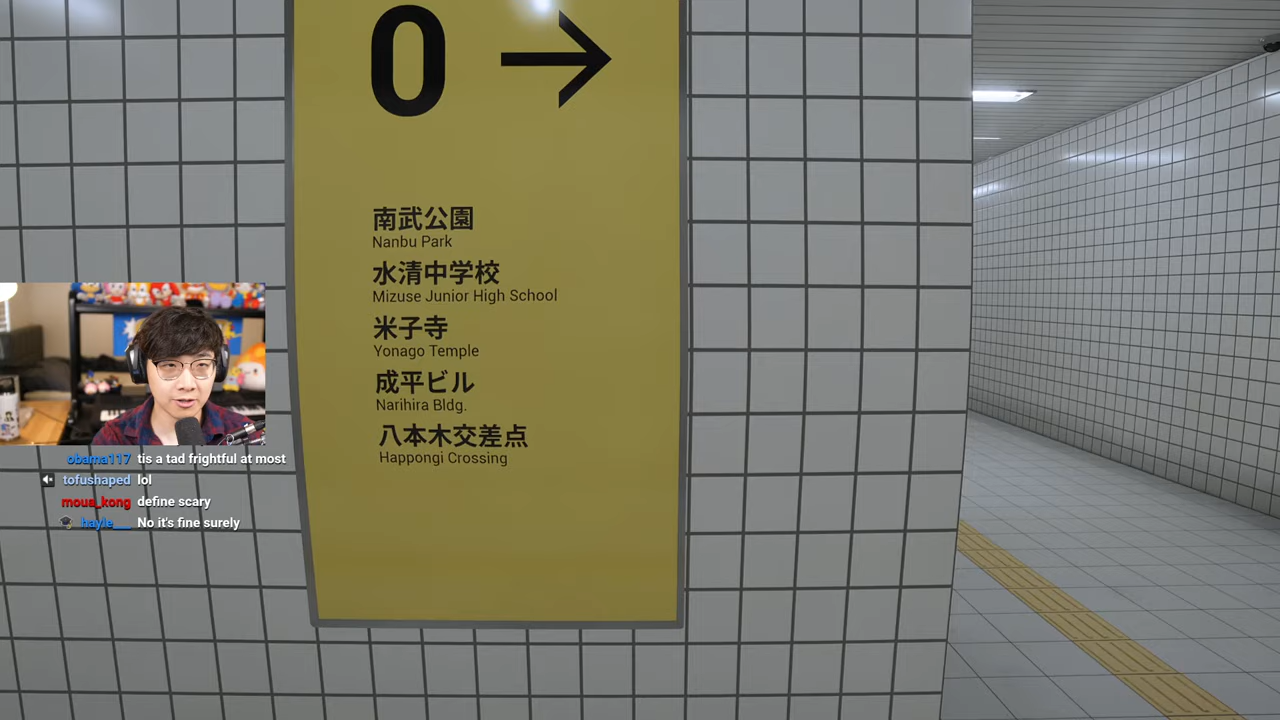 0 →
南武公園
Nanbu Park
水清中学校
Mizuse Junior High School
米子寺
Yonago Temple
成平ビル
Narihira Bldg.
八本木交差点
Happongi Crossing
obama117 tis a tad frightful at most
tofushaped lol
moua_kong define scary
hayle__ No it's fine surely